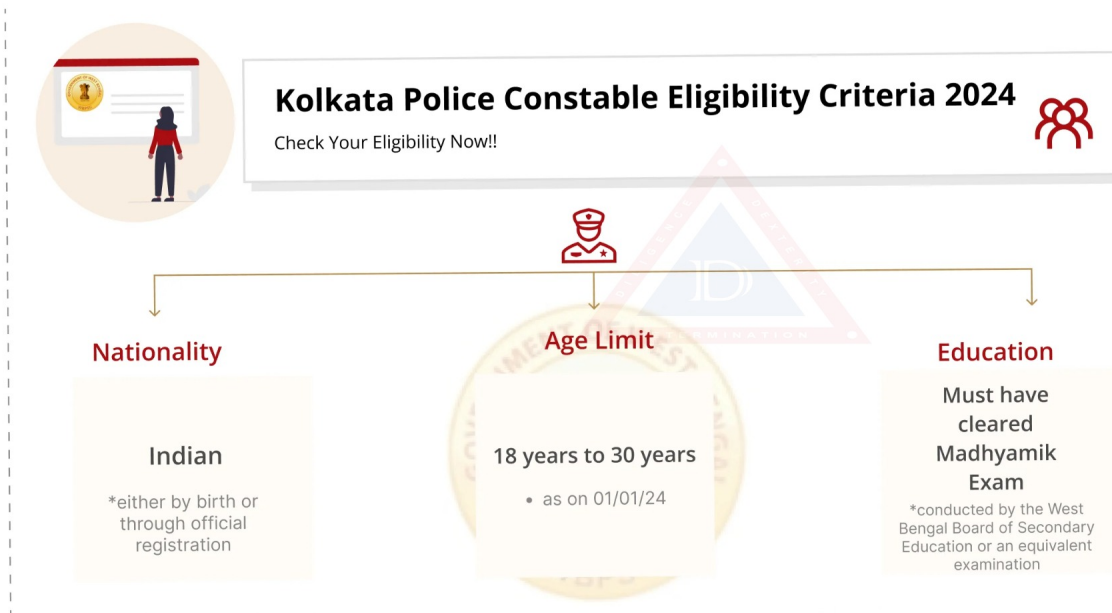 Kolkata Police Constable Eligibility Criteria 2024
Check Your Eligibility Now!!
Nationality
Indian
*either by birth or
through official
registration
Age Limit
18 years to 30 years
• as on 01/01/24
Education
Must have
cleared
Madhyamik
Exam
*conducted by the West
Bengal Board of Secondary
Education or an equivalent
examination